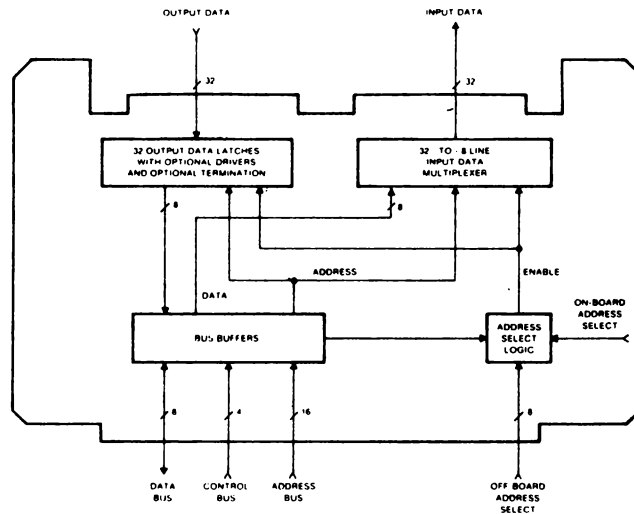 OUTPUT DATA
INPUT DATA
32
32
32 OUTPUT DATA LATCHES
WITH OPTIONAL DRIVERS
AND OPTIONAL TERMINATION
32 TO - 8 LINE
INPUT DATA
MULTIPLEXER
8
8
ADDRESS
ENABLE
DATA
ON-BOARD
ADDRESS
SELECT
BUS BUFFERS
ADDRESS
SELECT
LOGIC
8
4
16
8
DATA
BUS
CONTROL
BUS
ADDRESS
BUS
OFF BOARD
ADDRESS
SELECT